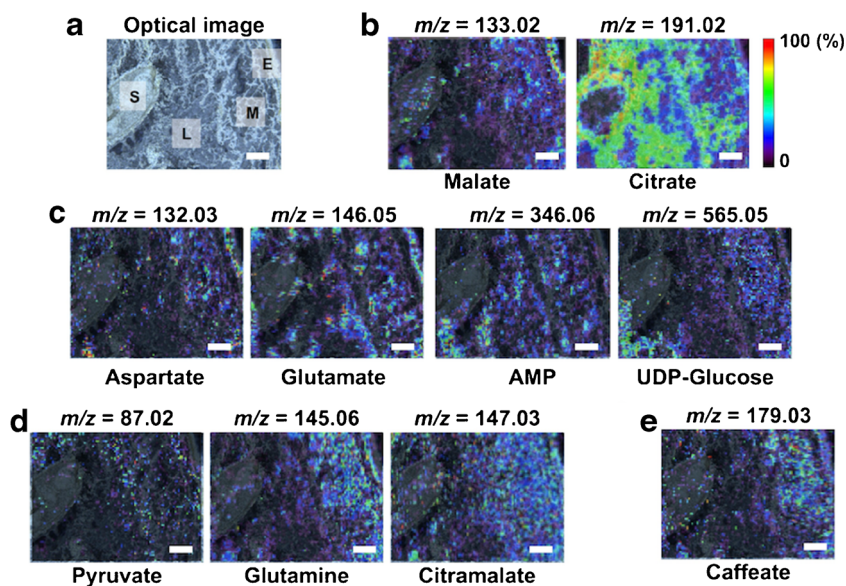 a Optical image
S
E
M
L
b m/z = 133.02 m/z = 191.02
100 (%)
0
Malate Citrate
c m/z = 132.03 m/z = 146.05 m/z = 346.06 m/z = 565.05
Aspartate Glutamate AMP UDP-Glucose
d m/z = 87.02 m/z = 145.06 m/z = 147.03
Pyruvate Glutamine Citramalate
e m/z = 179.03
Caffeate